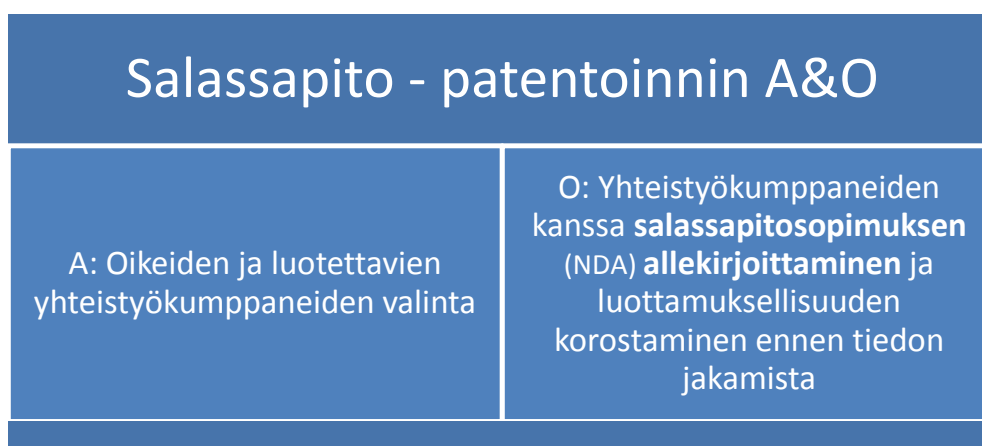 Salassapito - patentoinnin A&O
A: Oikeiden ja luotettavien
yhteistyökumppaneiden valinta
O: Yhteistyökumppaneiden
kanssa salassapitosopimuksen
(NDA) allekirjoittaminen ja
luottamuksellisuuden
korostaminen ennen tiedon
jakamista